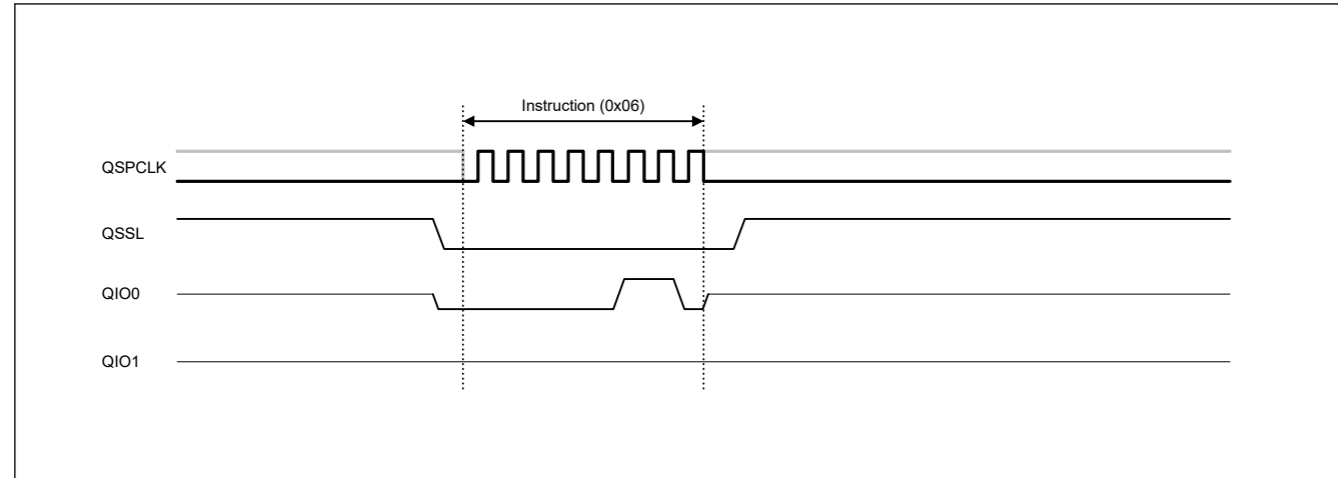 Instruction (0x06)
QSPCLK
QSSL
QIO0
QIO1